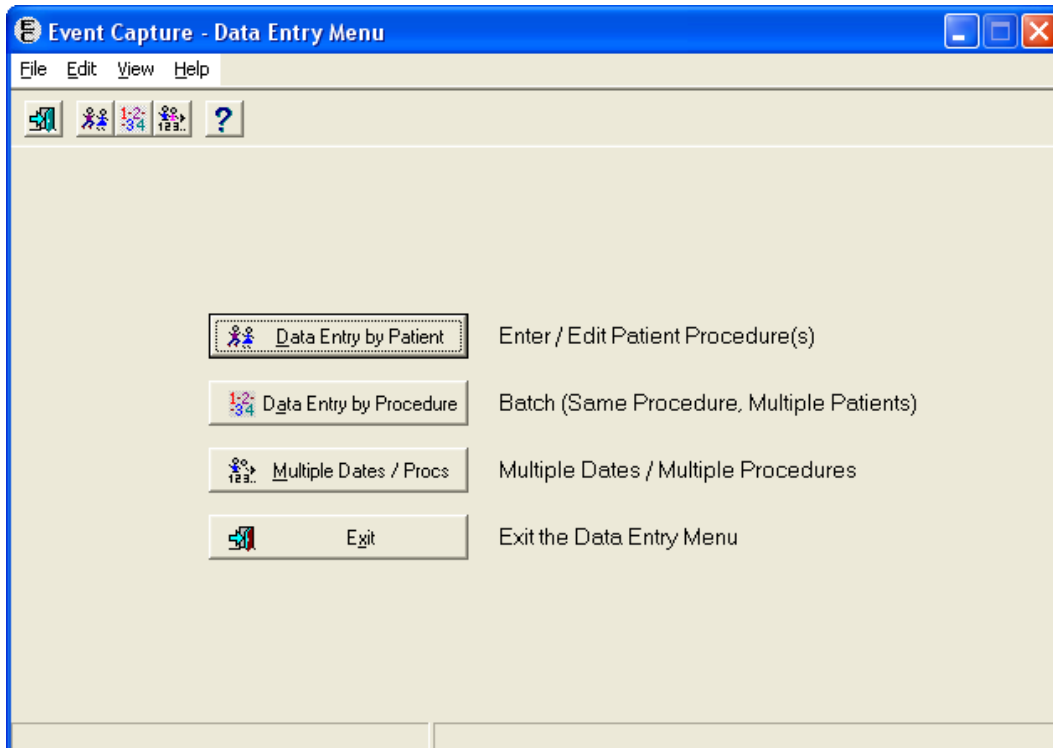 Event Capture - Data Entry Menu
File Edit View Help
Data Entry by Patient Enter / Edit Patient Procedure(s)
Data Entry by Procedure Batch (Same Procedure, Multiple Patients)
Multiple Dates / Procs Multiple Dates / Multiple Procedures
Exit Exit the Data Entry Menu